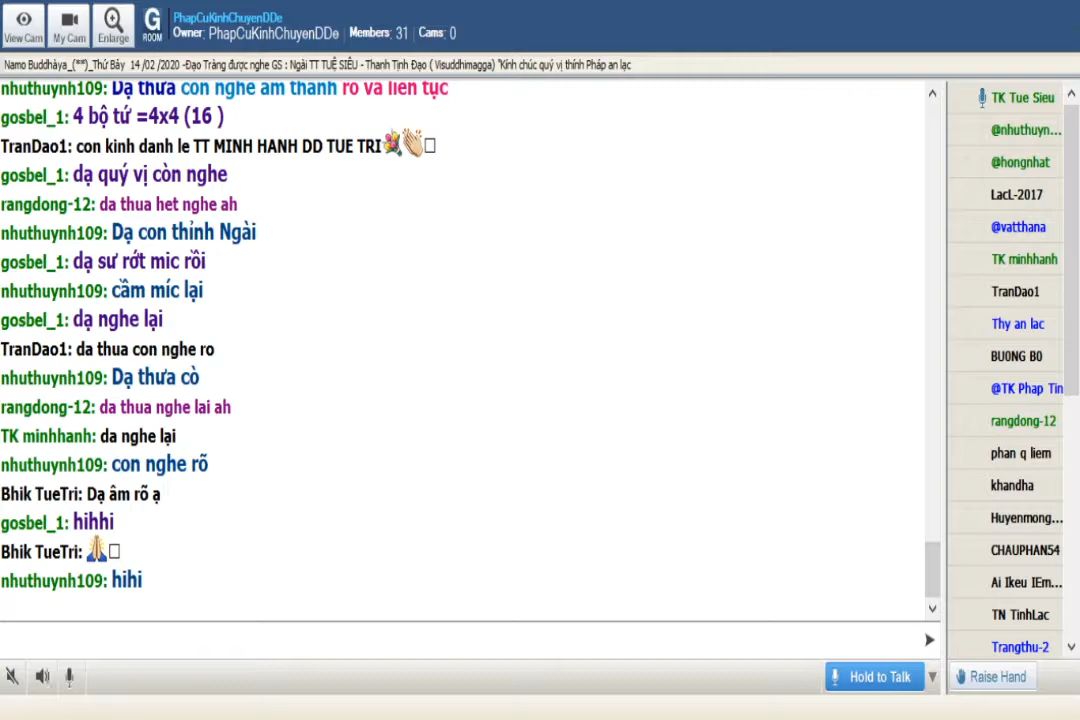 View Cam
My Cam
Enlarge
G
ROOM
PhapCuKinhChuyenDDe
Owner: PhapCuKinhChuyenDDe
Members: 31
Cams: 0
Namo Buddhàya_(**)_Thứ Bảy 14 /02 /2020 -Đạo Tràng được nghe GS : Ngài TT TUỆ SIÊU - Thanh Tịnh Đạo ( Visuddhimagga) "Kính chúc quý vị thính Pháp an lạc
nhuthuynh109: Dạ thưa con nghe âm thanh rõ và liên tục
gosbel_1: 4 bộ tứ =4x4 (16 )
TranDao1: con kinh danh le TT MINH HANH DD TUE TRI
gosbel_1: dạ quý vị còn nghe
rangdong-12: da thua het nghe ah
nhuthuynh109: Dạ con thỉnh Ngài
gosbel_1: dạ sư rớt mic rồi
nhuthuynh109: cầm míc lại
gosbel_1: dạ nghe lại
TranDao1: da thua con nghe ro
nhuthuynh109: Dạ thưa cò
rangdong-12: da thua nghe lai ah
TK minhhanh: da nghe lại
nhuthuynh109: con nghe rõ
Bhik TueTri: Dạ âm rõ ạ
gosbel_1: hihhi
Bhik TueTri: 🙏
nhuthuynh109: hihi
TK Tue Sieu
@nhuthuyn...
@hongnhat
LacL-2017
@vatthana
TK minhhanh
TranDao1
Thy an lac
BU0NG B0
@TK Phap Tin
rangdong-12
phan q liem
khandha
Huyenmong...
CHAUPHAN54
Ai Ikeu IEm...
TN TinhLac
Trangthu-2
Hold to Talk
Raise Hand